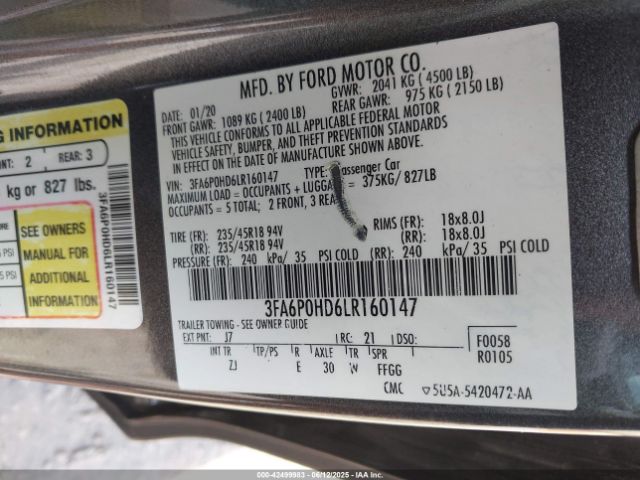 MFD. BY FORD MOTOR CO.
DATE: 01/20
GVWR: 2041 KG ( 4500 LB)
FRONT GAWR: 1089 KG ( 2400 LB)
REAR GAWR: 975 KG ( 2150 LB)
THIS VEHICLE CONFORMS TO ALL APPLICABLE FEDERAL MOTOR
VEHICLE SAFETY, BUMPER, AND THEFT PREVENTION STANDARDS
IN EFFECT ON THE DATE OF MANUFACTURE SHOWN ABOVE.
VIN: 3FA6P0HD6LR160147
TYPE: Passenger Car
MAXIMUM LOAD = OCCUPANTS + LUGGAGE = 375KG/ 827LB
OCCUPANTS = 5 TOTAL; 2 FRONT, 3 REAR
TIRE (FR): 235/45R18 94V
RIMS (FR): 18x8.0J
(RR): 235/45R18 94V
(RR): 18x8.0J
PRESSURE (FR): 240 kPa/ 35 PSI COLD (RR): 240 kPa/ 35 PSI COLD
3FA6P0HD6LR160147
TRAILER TOWING - SEE OWNER GUIDE
EXT PNT: J7 RC: 21 DSO:
F0058
R0105
INT TR TP/PS R AXLE TR SPR
ZJ E 30 W FFGG
CMC 5U5A-5420472-AA
INFORMATION
2 REAR: 3
kg or 827 lbs.
SEE OWNERS
MANUAL FOR
ADDITIONAL
INFORMATION
PSI
3FA6P0HD6LR160147
000-42499983 - 06/12/2025 - IAAI.COM